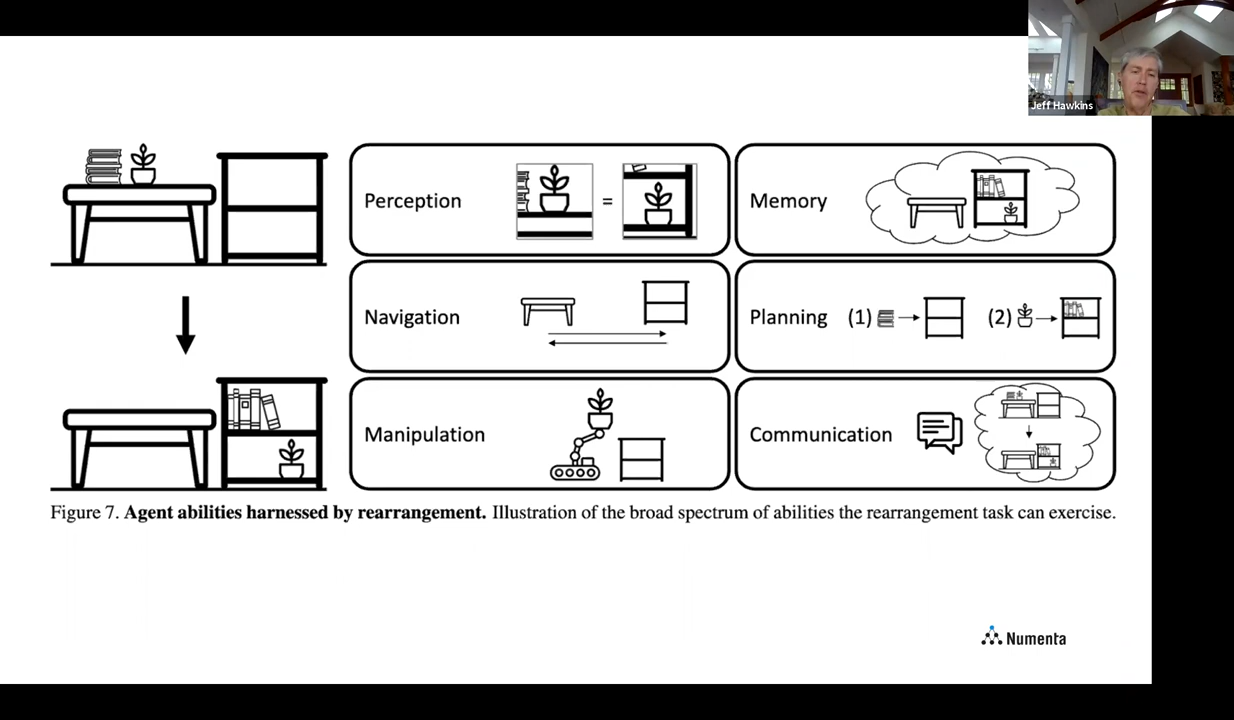 Jeff Hawkins
Perception
=
Memory
Navigation
Planning (1) (2)
Manipulation
Communication
Figure 7. Agent abilities harnessed by rearrangement. Illustration of the broad spectrum of abilities the rearrangement task can exercise.
Numenta